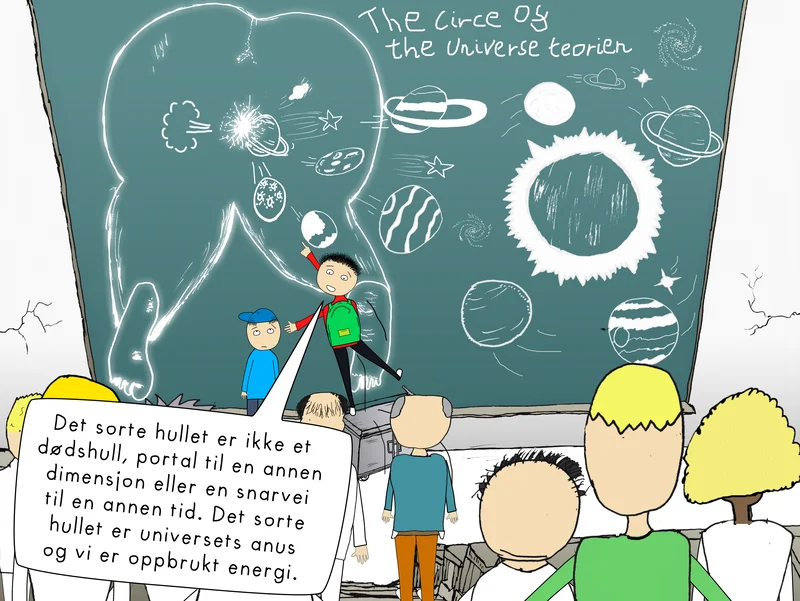 The circe Of
the universe teorien
Det sorte hullet er ikke et
dødshull, portal til en annen
dimensjon eller en snarvei
til en annen tid. Det sorte
hullet er universets anus
og vi er oppbrukt energi.